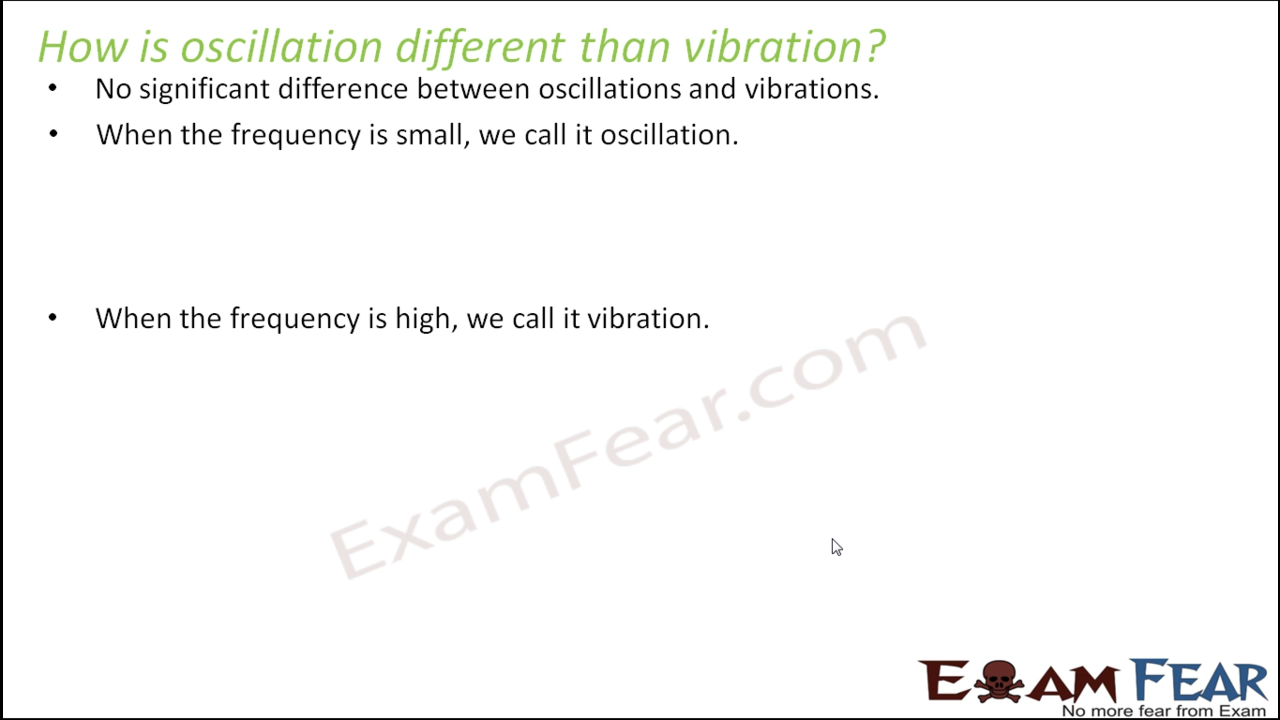 How is oscillation different than vibration?
• No significant difference between oscillations and vibrations.
• When the frequency is small, we call it oscillation.
• When the frequency is high, we call it vibration.
ExamFear.com
EXAM FEAR
No more fear from Exam